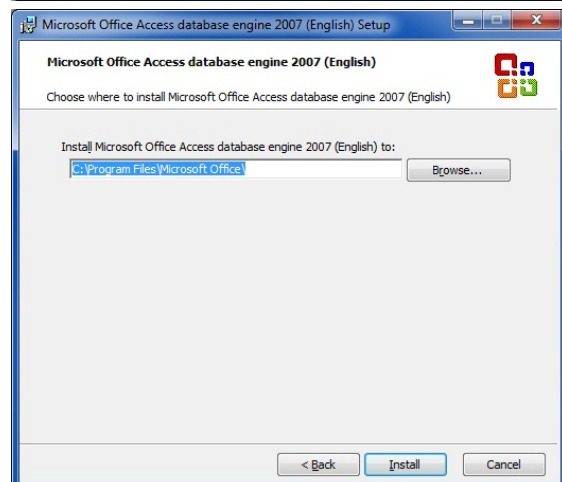 Microsoft Office Access database engine 2007 (English) Setup
Microsoft Office Access database engine 2007 (English)
Choose where to install Microsoft Office Access database engine 2007 (English)
Install Microsoft Office Access database engine 2007 (English) to:
C:\Program Files\Microsoft Office\
Browse...
< Back
Install
Cancel